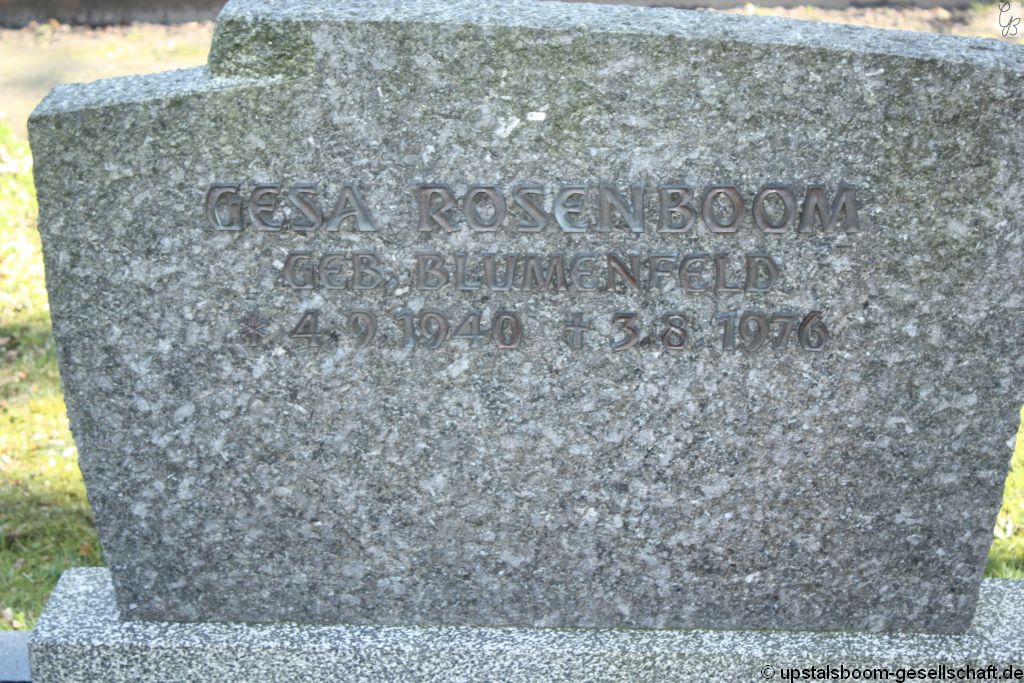 GESA ROSENBOOM
GEB. BLUMENFELD
* 4.9.1940 † 3.8.1976
© upstalsboom-gesellschaft.de